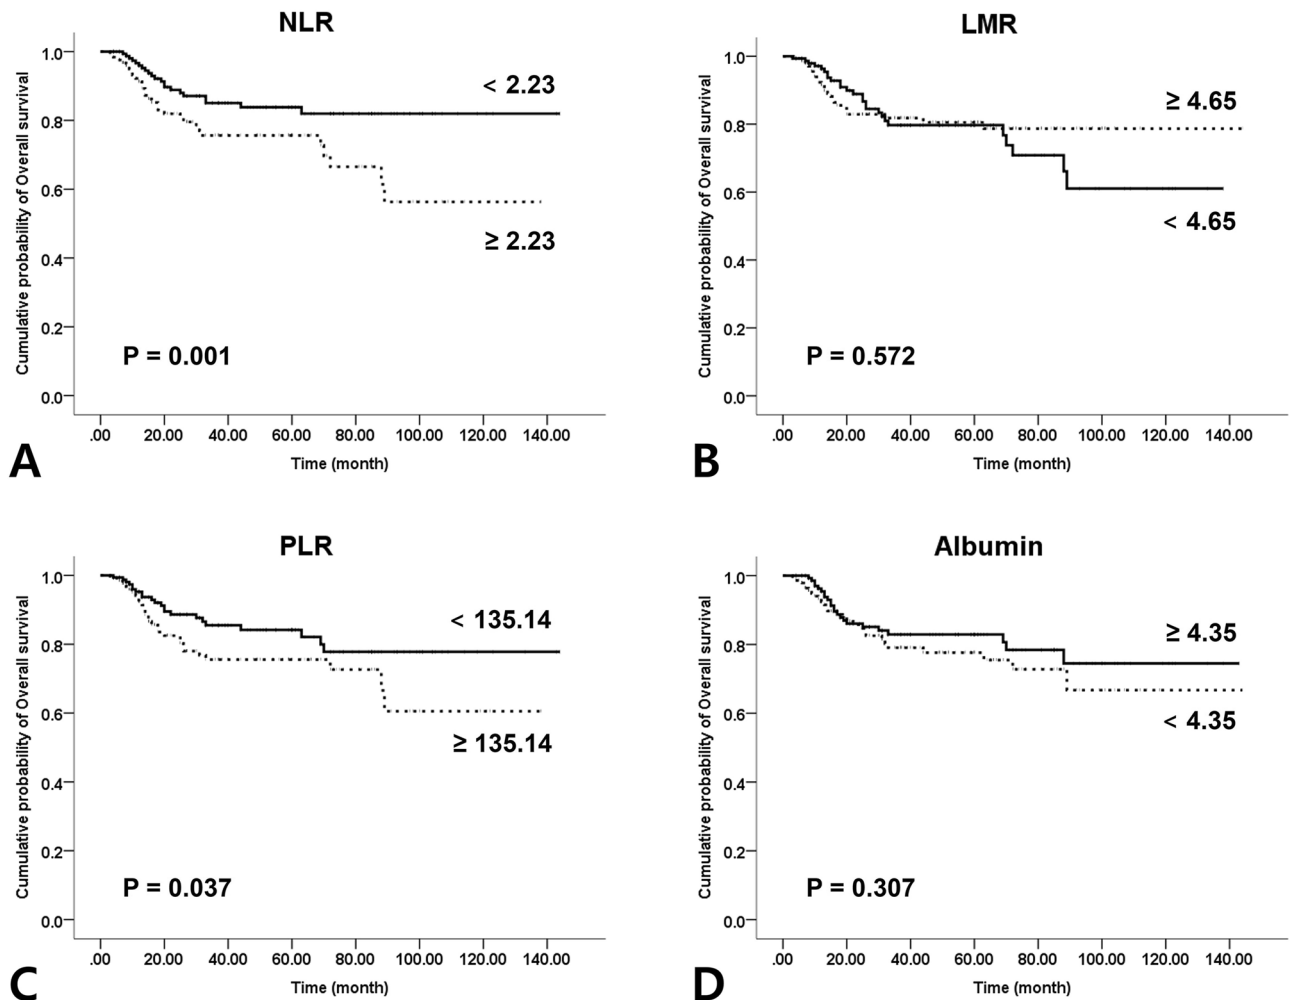 NLR
Cumulative probability of Overall survival
1.0
0.8
0.6
0.4
0.2
0.0
< 2.23
≥ 2.23
P = 0.001
.00 20.00 40.00 60.00 80.00 100.00 120.00 140.00
Time (month)
A
LMR
Cumulative probability of Overall survival
1.0
0.8
0.6
0.4
0.2
0.0
≥ 4.65
< 4.65
P = 0.572
.00 20.00 40.00 60.00 80.00 100.00 120.00 140.00
Time (month)
B
PLR
Cumulative probability of Overall survival
1.0
0.8
0.6
0.4
0.2
0.0
< 135.14
≥ 135.14
P = 0.037
.00 20.00 40.00 60.00 80.00 100.00 120.00 140.00
Time (month)
C
Albumin
Cumulative probability of Overall survival
1.0
0.8
0.6
0.4
0.2
0.0
≥ 4.35
< 4.35
P = 0.307
.00 20.00 40.00 60.00 80.00 100.00 120.00 140.00
Time (month)
D